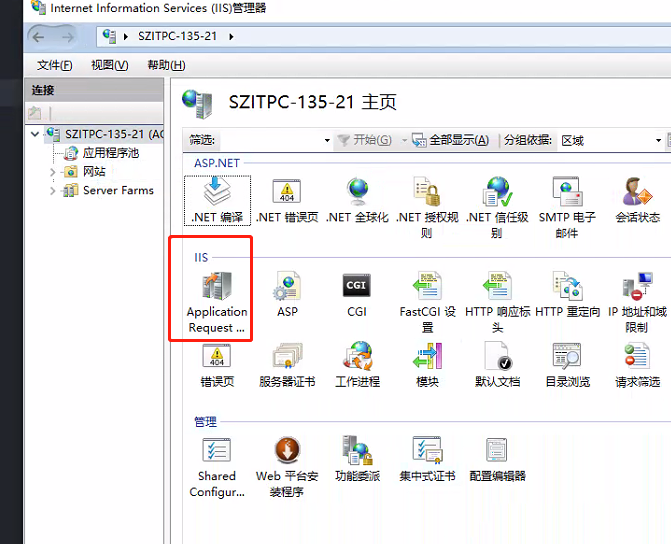 Internet Information Services (IIS)管理器
SZITPC-135-21
文件(F) 视图(V) 帮助(H)
连接
SZITPC-135-21 (AC
应用程序池
网站
Server Farms
SZITPC-135-21 主页
筛选: 开始(G) 全部显示(A) 分组依据: 区域
ASP.NET
.NET 编译
.NET 错误页
404
.NET 全球化
.NET 授权规
则
.NET 信任级
别
SMTP 电子
邮件
会话状态
IIS
Application
Request ...
ASP
CGI
CGI
FastCGI 设
置
HTTP 响应标
头
HTTP 重定向
IP 地址和域
限制
404
错误页
服务器证书
工作进程
模块
默认文档
目录浏览
请求筛选
管理
Shared
Configur...
Web 平台安
装程序
功能委派
集中式证书
配置编辑器